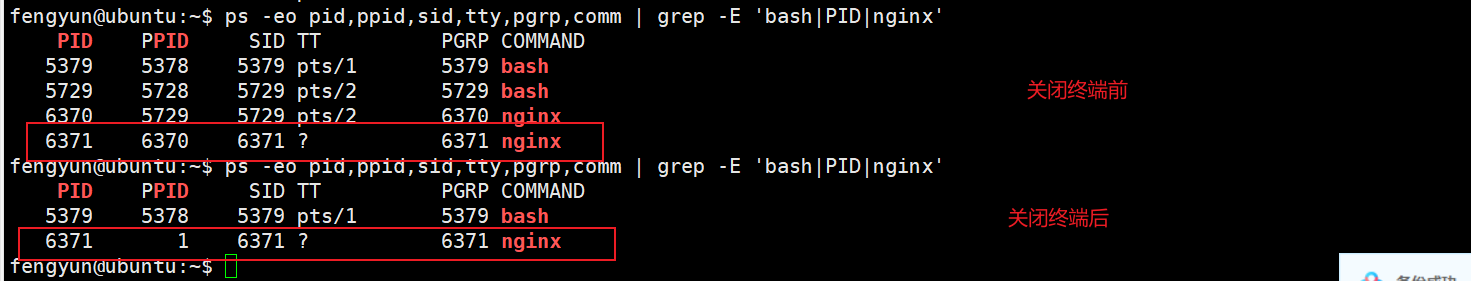 fengyun@ubuntu:~$ ps -eo pid,ppid,sid,tty,pgrp,comm | grep -E 'bash|PID|nginx'
PID PPID SID TT PGRP COMMAND
5379 5378 5379 pts/1 5379 bash
5729 5728 5729 pts/2 5729 bash
关闭终端前
6370 5729 5729 pts/2 6370 nginx
6371 6370 6371 ? 6371 nginx
fengyun@ubuntu:~$ ps -eo pid,ppid,sid,tty,pgrp,comm | grep -E 'bash|PID|nginx'
PID PPID SID TT PGRP COMMAND
5379 5378 5379 pts/1 5379 bash
关闭终端后
6371 1 6371 ? 6371 nginx
fengyun@ubuntu:~$